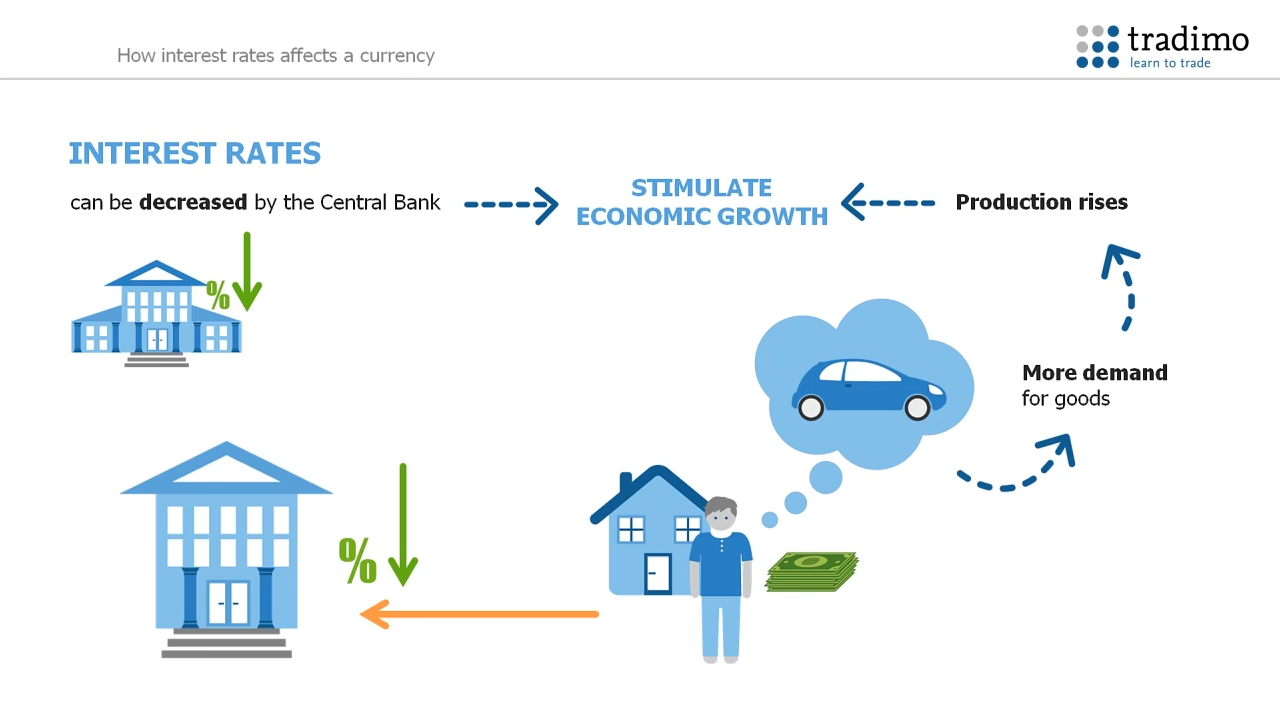 How interest rates affects a currency
tradimo
learn to trade
INTEREST RATES
can be decreased by the Central Bank
STIMULATE
ECONOMIC GROWTH
Production rises
%
More demand
for goods
%